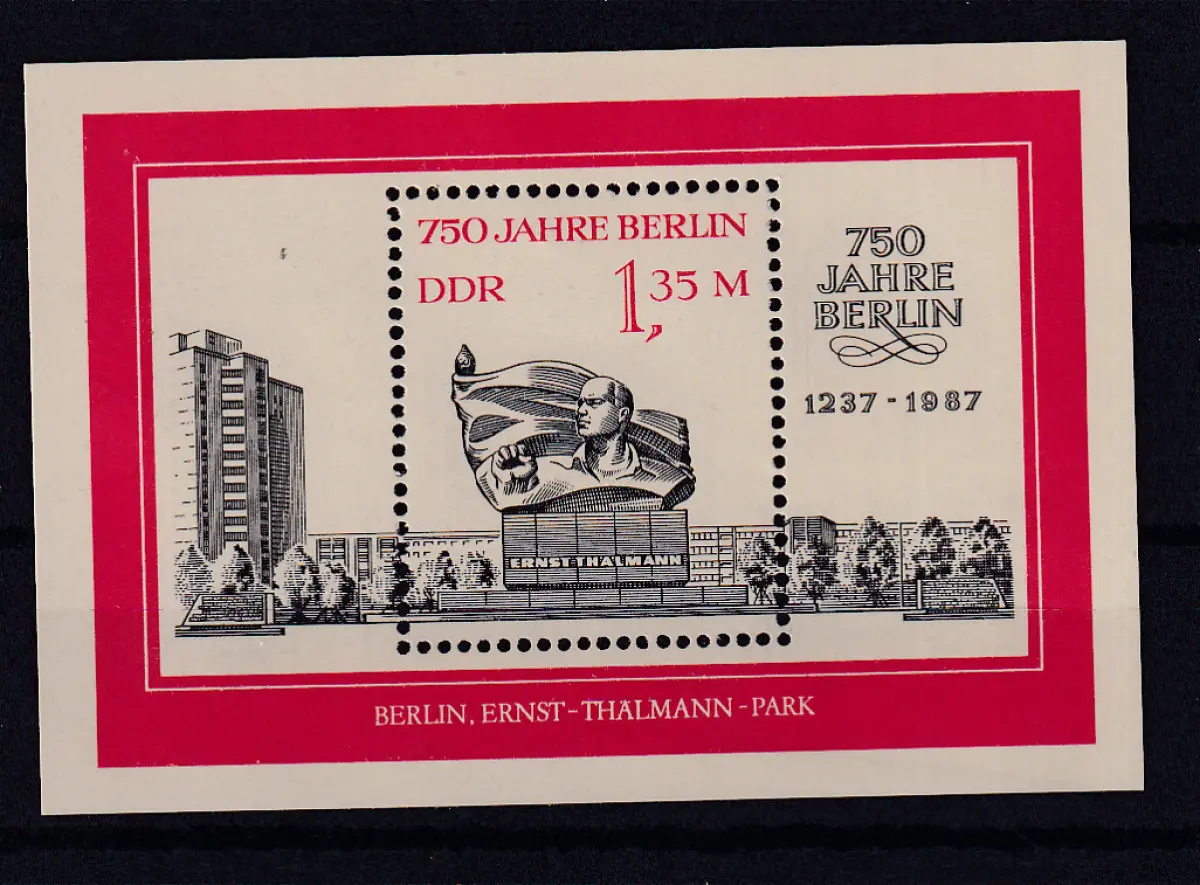 750 JAHRE BERLIN
DDR 1,35 M
750
JAHRE
BERLIN
1237 - 1987
ERNST-THÄLMANN
BERLIN, ERNST-THÄLMANN-PARK